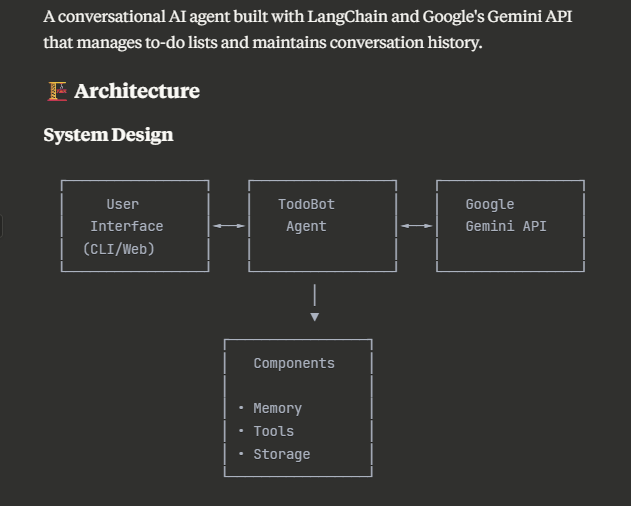 A conversational AI agent built with LangChain and Google's Gemini API
that manages to-do lists and maintains conversation history.
🏗️ Architecture
System Design
User
Interface
(CLI/Web)
TodoBot
Agent
Google
Gemini API
Components
• Memory
• Tools
• Storage